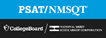 PSAT/NMSQT
CollegeBoard
NATIONAL MERIT
SCHOLARSHIP CORPORATION